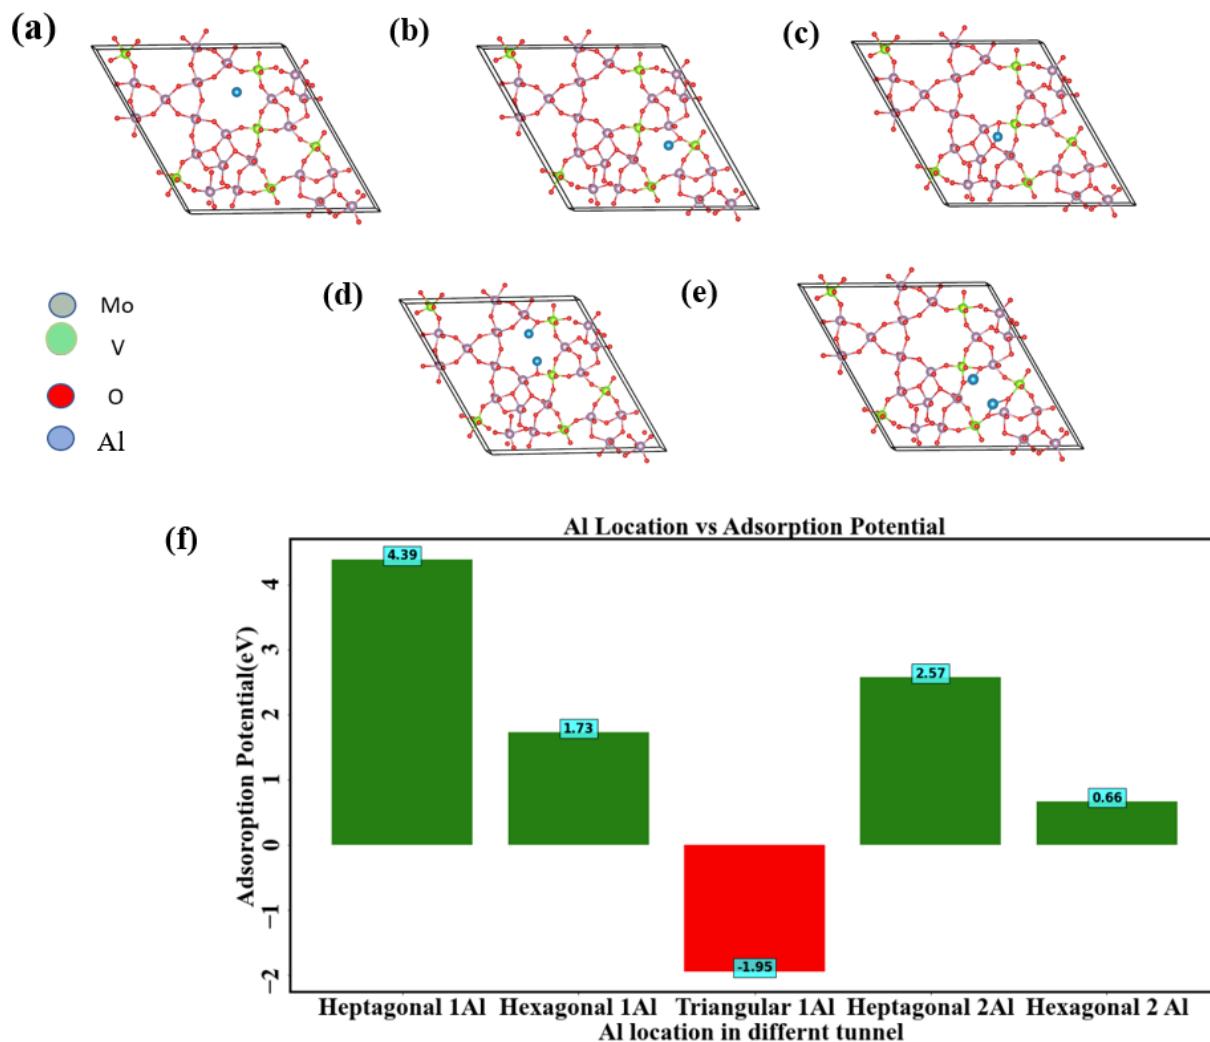 (a)
(b)
(c)
Mo
V
O
Al
(d)
(e)
(f)
Al Location vs Adsorption Potential
Adsoroption Potential(eV)
4
3
2
1
0
−1
−2
4.39
1.73
-1.95
2.57
0.66
Heptagonal 1Al Hexagonal 1Al Triangular 1Al Heptagonal 2Al Hexagonal 2 Al
Al location in differnt tunnel